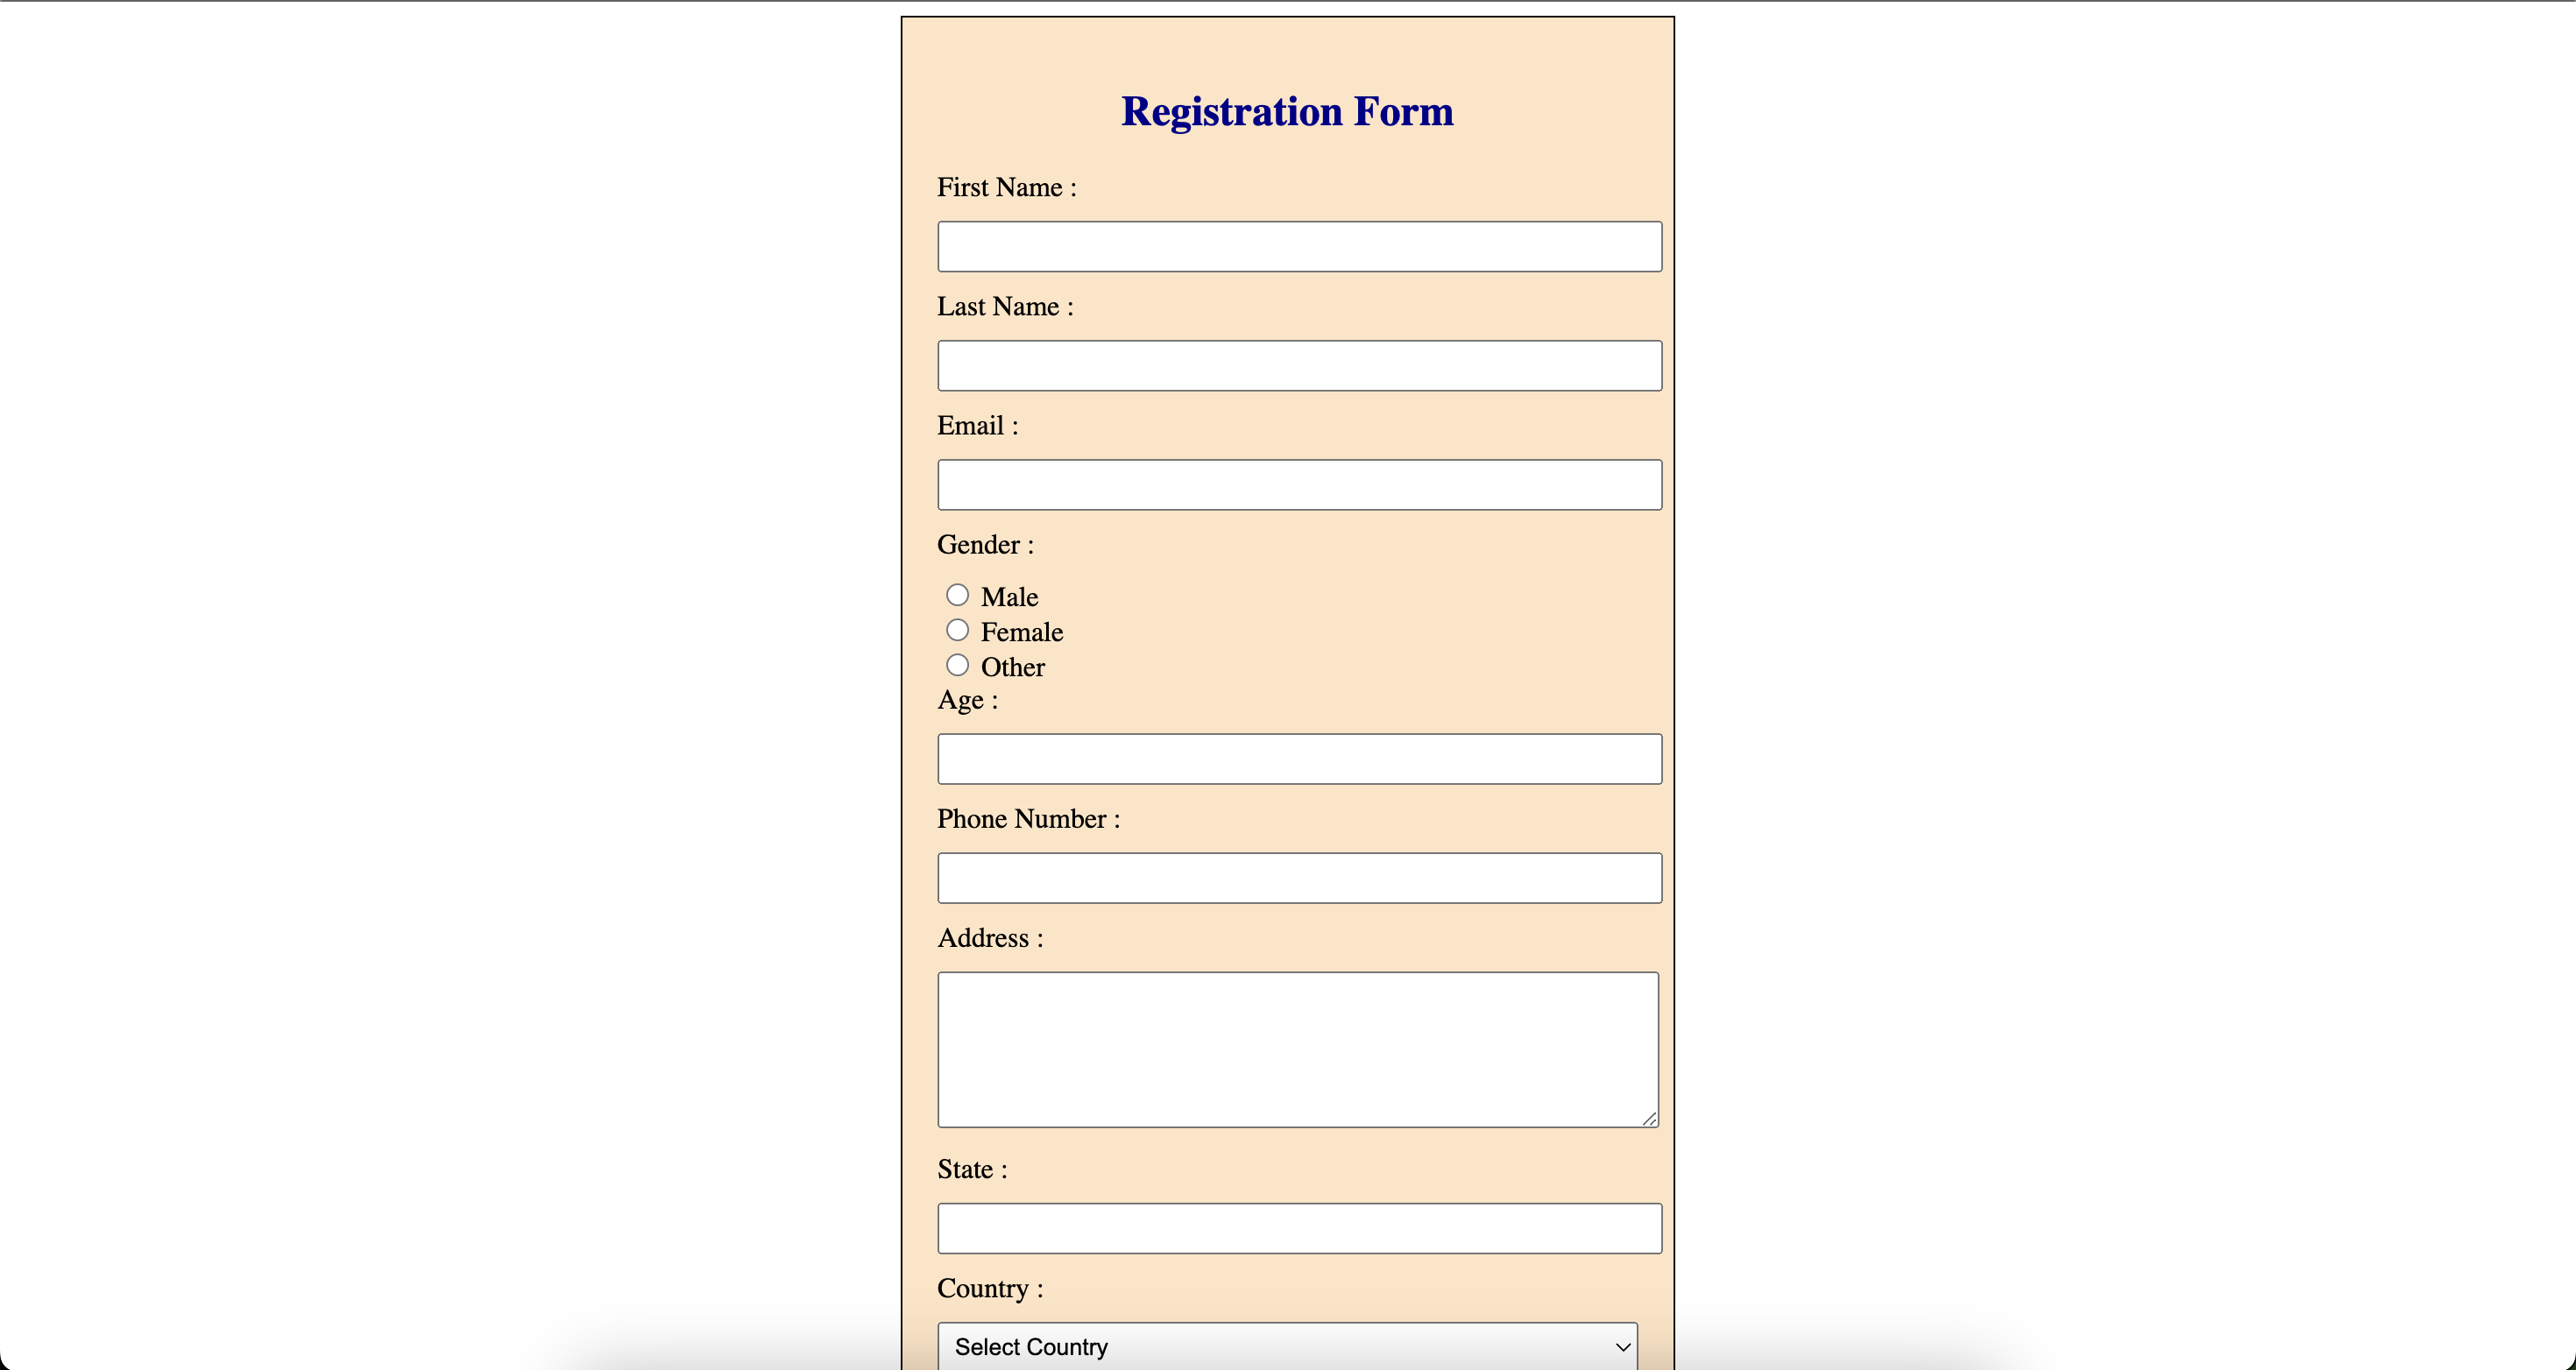 Registration Form
First Name :
Last Name :
Email :
Gender :
Male
Female
Other
Age :
Phone Number :
Address :
State :
Country :
Select Country